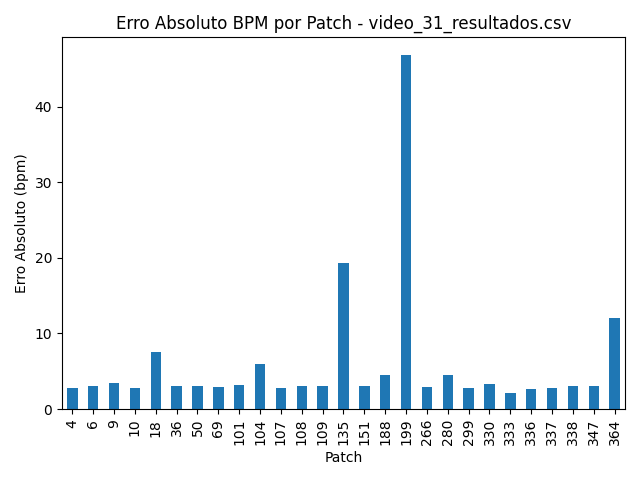 Erro Absoluto BPM por Patch - video_31_resultados.csv
Erro Absoluto (bpm)
40
30
20
10
0
4 6 9 10 18 36 50 69 101 104 107 108 109 135 151 188 199 266 280 299 330 333 336 337 338 347 364
Patch